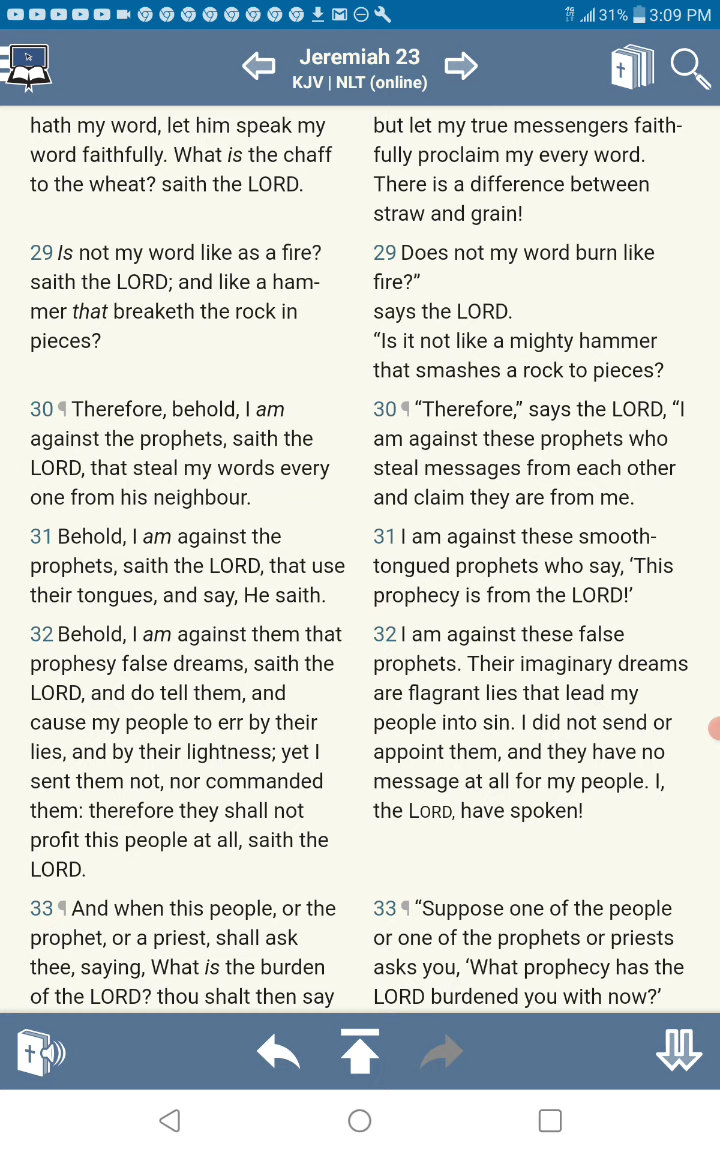 31% 3:09 PM
Jeremiah 23
KJV | NLT (online)
hath my word, let him speak my
word faithfully. What is the chaff
to the wheat? saith the LORD.
29 Is not my word like as a fire?
saith the LORD; and like a ham-
mer that breaketh the rock in
pieces?
30 ¶ Therefore, behold, I am
against the prophets, saith the
LORD, that steal my words every
one from his neighbour.
31 Behold, I am against the
prophets, saith the LORD, that use
their tongues, and say, He saith.
32 Behold, I am against them that
prophesy false dreams, saith the
LORD, and do tell them, and
cause my people to err by their
lies, and by their lightness; yet I
sent them not, nor commanded
them: therefore they shall not
profit this people at all, saith the
LORD.
33 ¶ And when this people, or the
prophet, or a priest, shall ask
thee, saying, What is the burden
of the LORD? thou shalt then say
but let my true messengers faith-
fully proclaim my every word.
There is a difference between
straw and grain!
29 Does not my word burn like
fire?”
says the LORD.
“Is it not like a mighty hammer
that smashes a rock to pieces?
30 ¶ “Therefore,” says the LORD, “I
am against these prophets who
steal messages from each other
and claim they are from me.
31 I am against these smooth-
tongued prophets who say, ‘This
prophecy is from the LORD!’
32 I am against these false
prophets. Their imaginary dreams
are flagrant lies that lead my
people into sin. I did not send or
appoint them, and they have no
message at all for my people. I,
the LORD, have spoken!
33 ¶ “Suppose one of the people
or one of the prophets or priests
asks you, ‘What prophecy has the
LORD burdened you with now?’